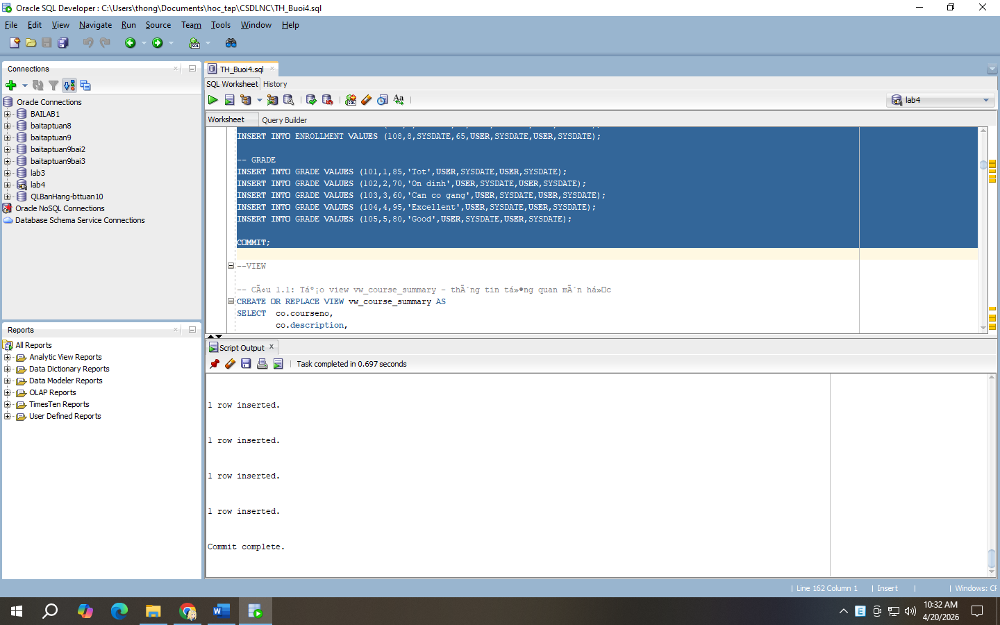 Oracle SQL Developer : C:\Users\thong\Documents\hoc_tap\CSDLNC\TH_Buoi4.sql
File Edit View Navigate Run Source Team Tools Window Help
Connections
Oracle Connections
BAILAB1
baitaptuan8
baitaptuan9
baitaptuan9bai2
baitaptuan9bai3
lab3
lab4
QLBanHang-bttuan10
Oracle NoSQL Connections
Database Schema Service Connections
Reports
All Reports
Analytic View Reports
Data Dictionary Reports
Data Modeler Reports
OLAP Reports
TimesTen Reports
User Defined Reports
TH_Buoi4.sql
SQL Worksheet History
lab4
Worksheet Query Builder
INSERT INTO ENROLLMENT VALUES (108,8,SYSDATE,65,USER,SYSDATE,USER,SYSDATE);
-- GRADE
INSERT INTO GRADE VALUES (101,1,85,'Tot',USER,SYSDATE,USER,SYSDATE);
INSERT INTO GRADE VALUES (102,2,70,'On dinh',USER,SYSDATE,USER,SYSDATE);
INSERT INTO GRADE VALUES (103,3,60,'Can co gang',USER,SYSDATE,USER,SYSDATE);
INSERT INTO GRADE VALUES (104,4,95,'Excellent',USER,SYSDATE,USER,SYSDATE);
INSERT INTO GRADE VALUES (105,5,80,'Good',USER,SYSDATE,USER,SYSDATE);
COMMIT;
--VIEW
-- CÃ¢u 1.1: Táº¡o view vw_course_summary - thÃ´ng tin tá»•ng quan mÃ´n há»□c
CREATE OR REPLACE VIEW vw_course_summary AS
SELECT co.courseno,
co.description,
Script Output
Task completed in 0.697 seconds
1 row inserted.
1 row inserted.
1 row inserted.
1 row inserted.
Commit complete.
Line 162 Column 1 Insert Windows: CF
10:32 AM
4/20/2026